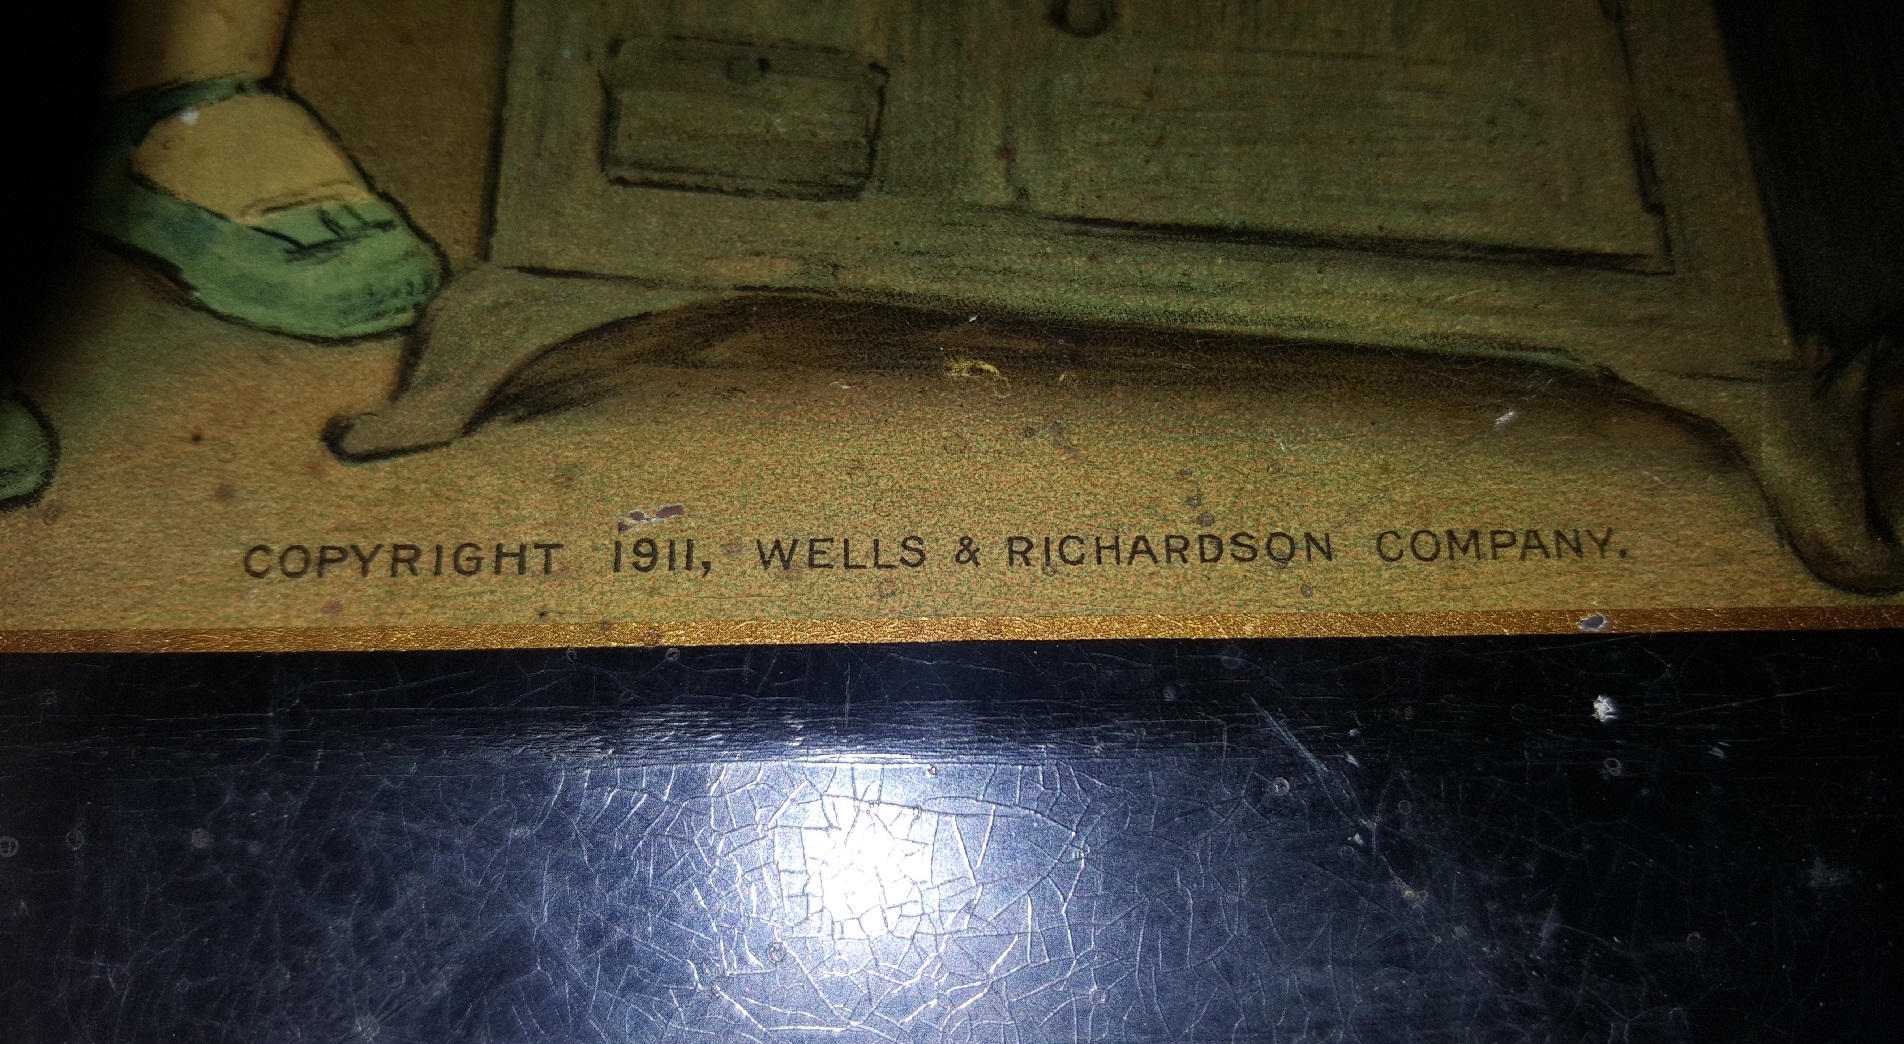 COPYRIGHT 1911, WELLS & RICHARDSON COMPANY.